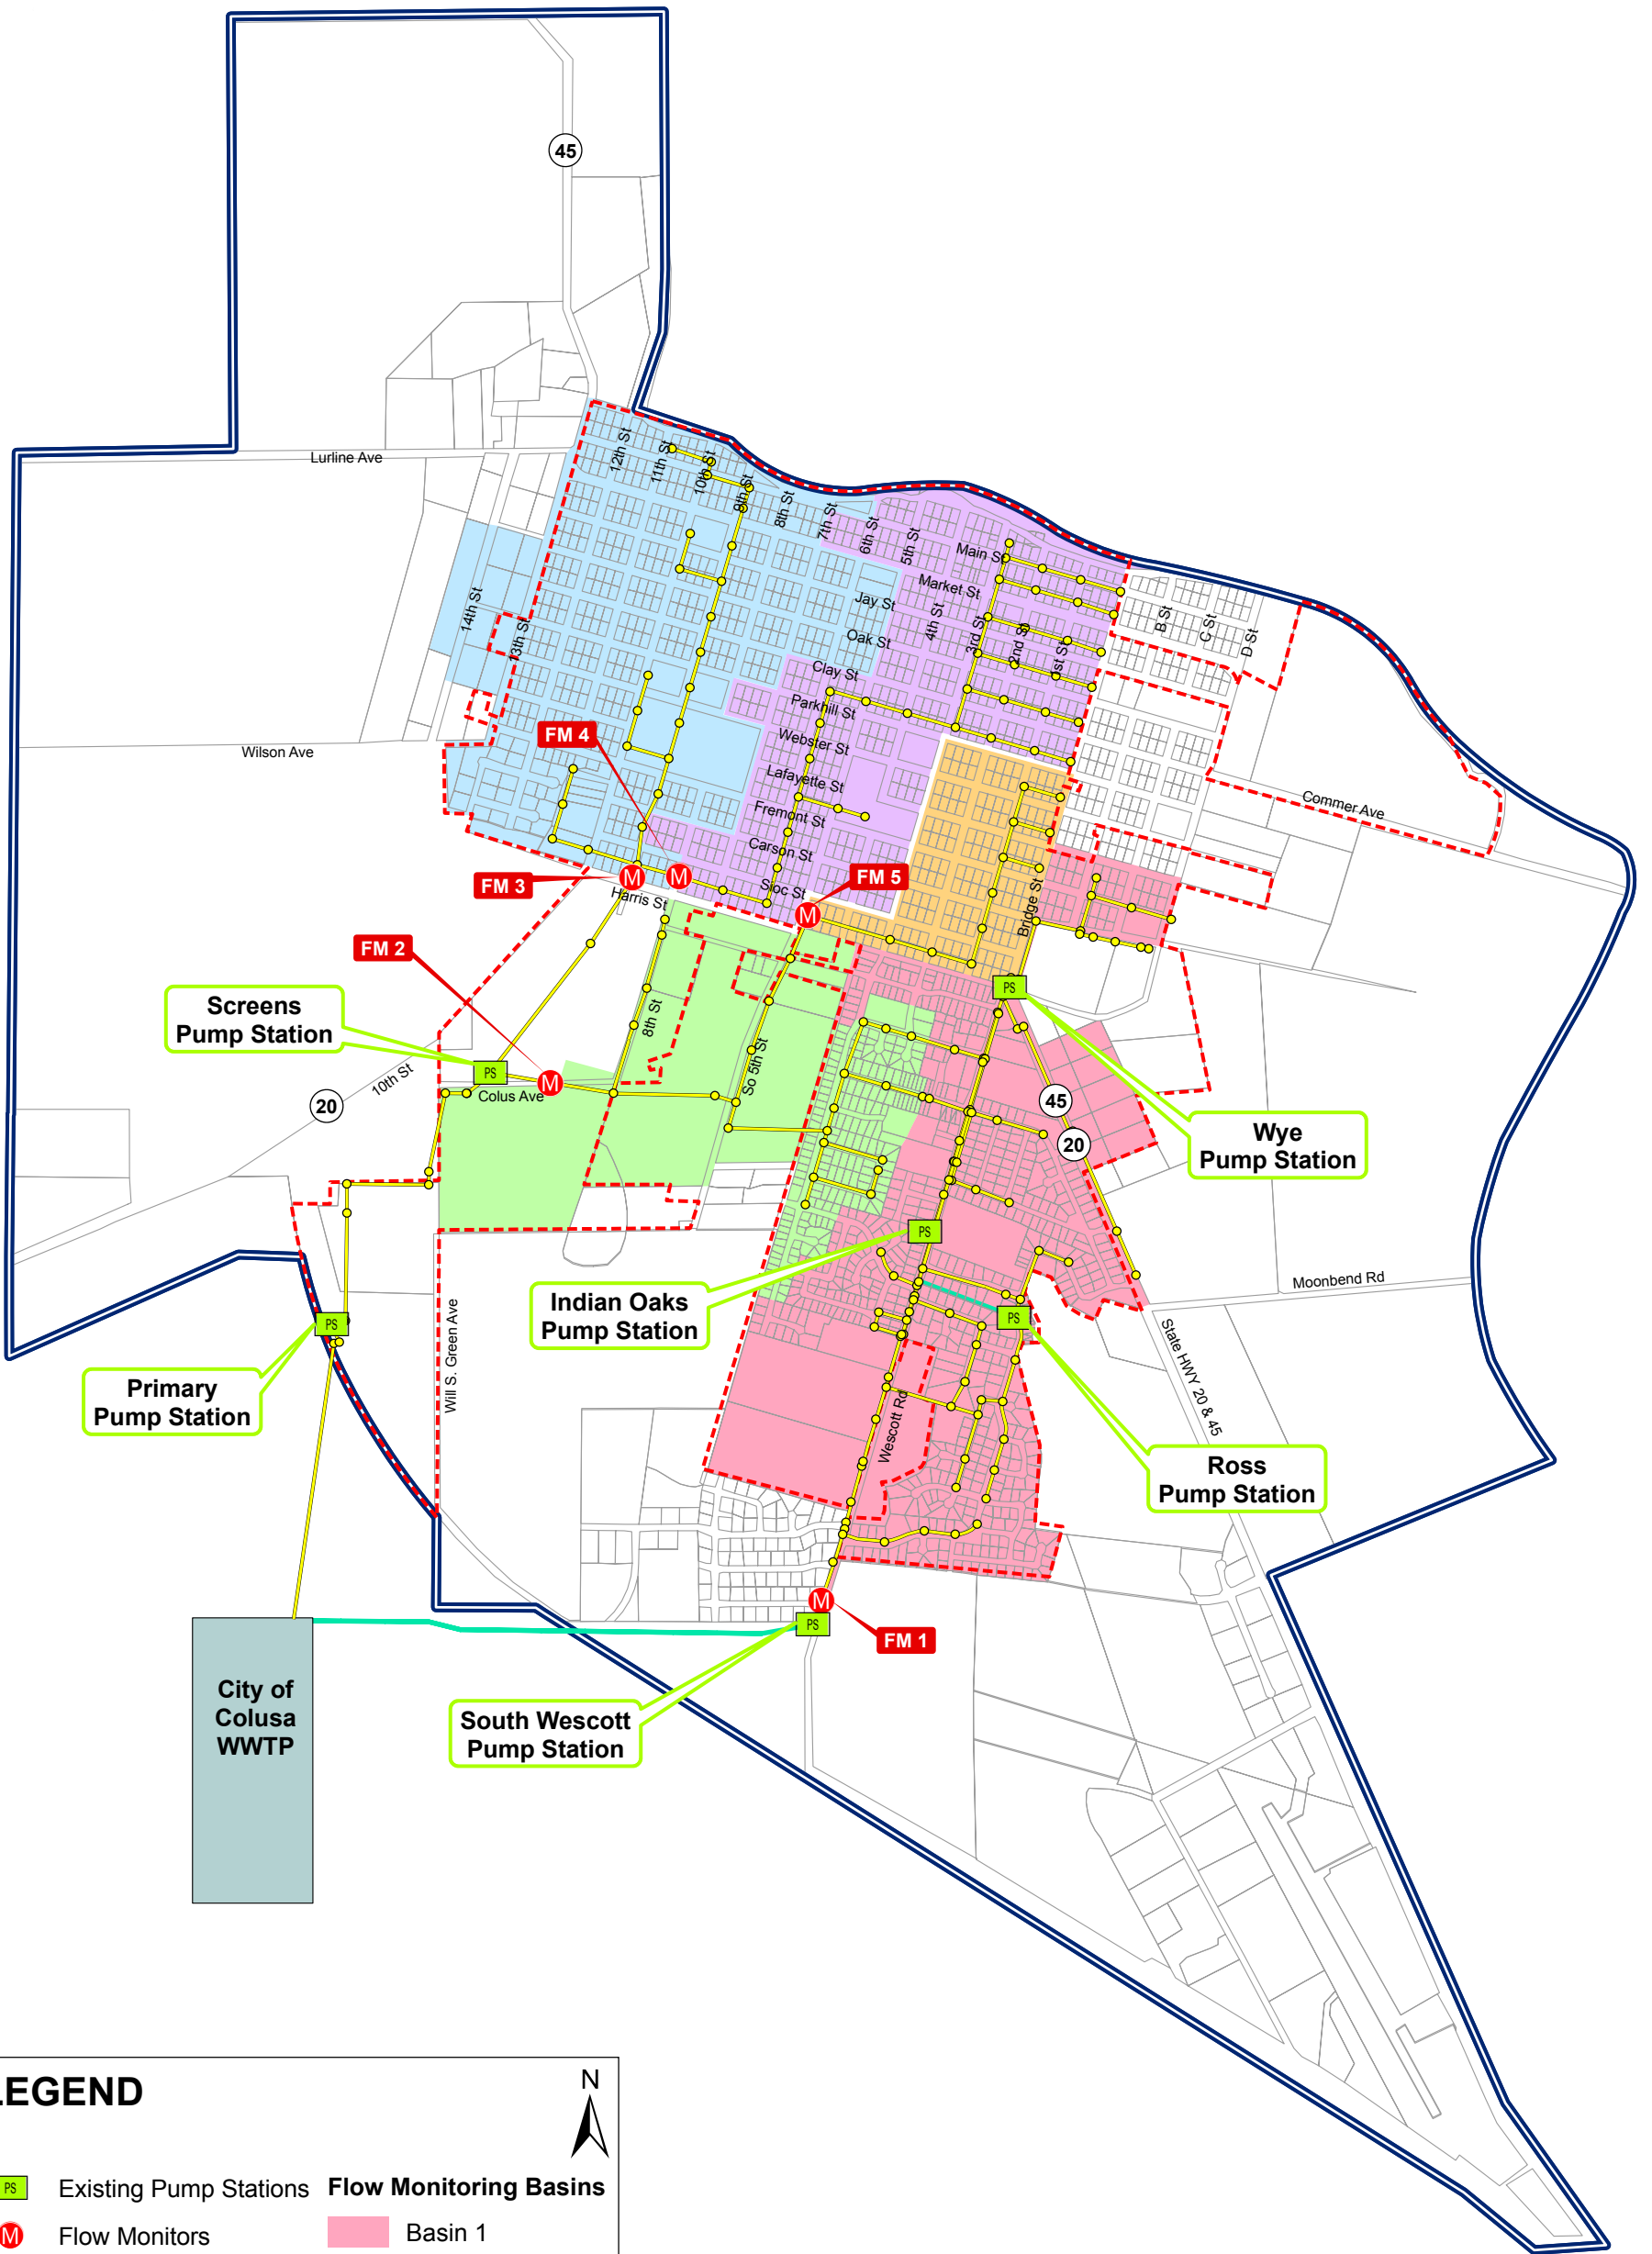 45
Lurline Ave
12th St
11th St
10th St
9th St
8th St
7th St
6th St
5th St
Main St
Market St
Jay St
4th St
Oak St
3rd St
2nd St
1st St
B St
C St
D St
14th St
13th St
Clay St
Parkhill St
Webster St
Lafayette St
Fremont St
Carson St
Sioc St
Wilson Ave
FM 4
Commer Ave
FM 3
M
M
FM 5
M
Harris St
Bridge St
FM 2
Screens
Pump Station
PS
M
PS
8th St
So 5th St
10th St
20
Colus Ave
45
20
Wye
Pump Station
PS
Indian Oaks
Pump Station
Moonbend Rd
PS
PS
Primary
Pump Station
Will S. Green Ave
State HWY 20 & 45
Wescott Rd
Ross
Pump Station
M
PS
FM 1
City of
Colusa
WWTP
South Wescott
Pump Station
LEGEND
N
PS Existing Pump Stations Flow Monitoring Basins
M Flow Monitors Basin 1